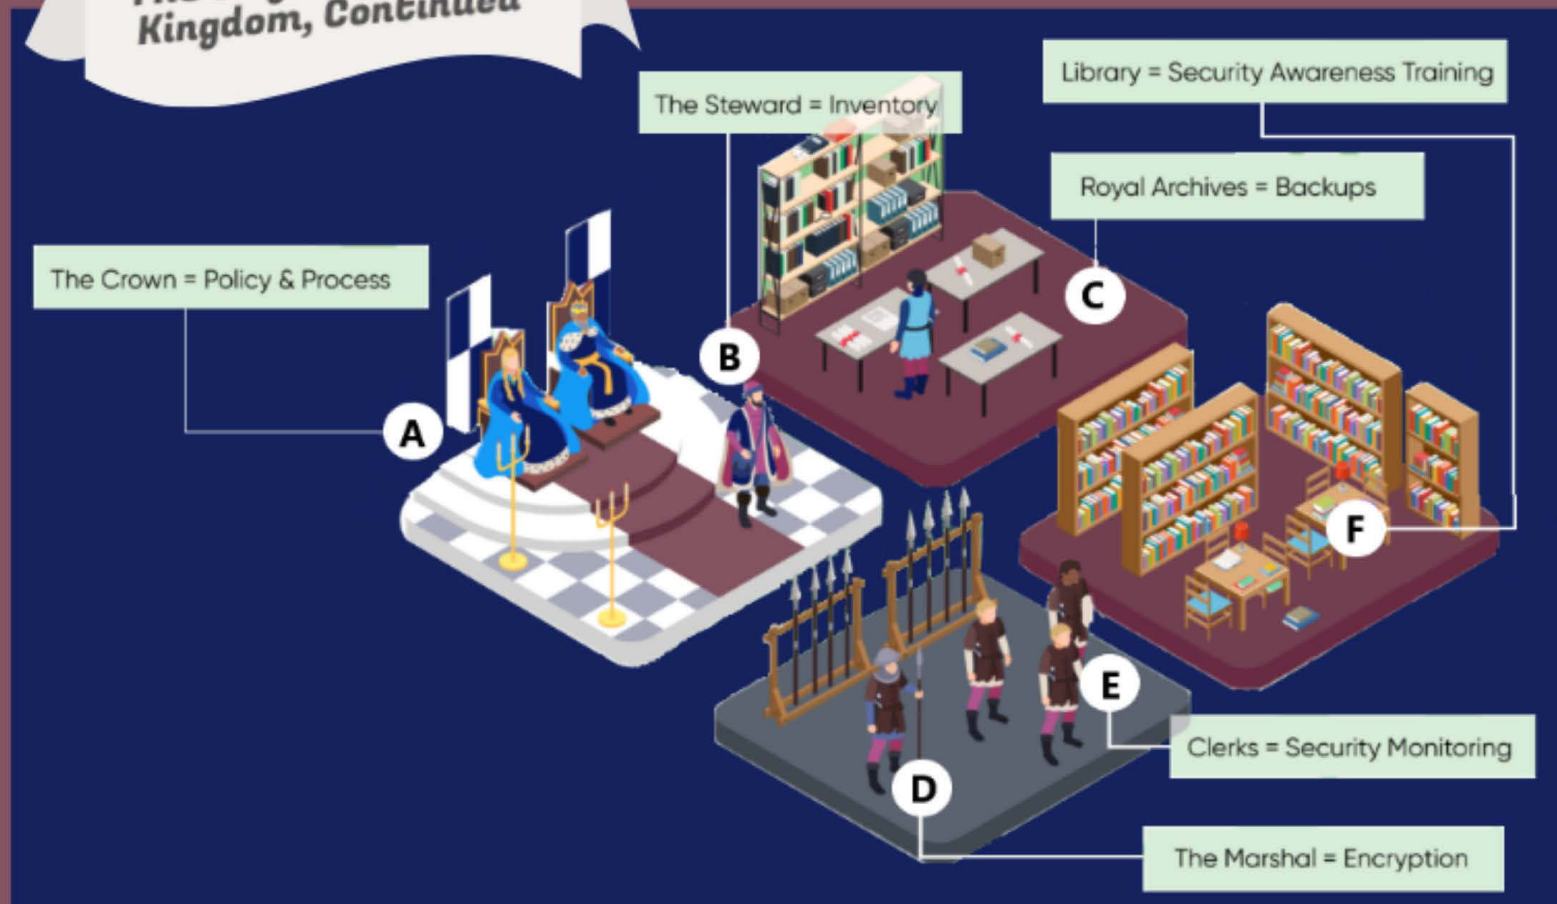 Kingdom, Continued
The Steward = Inventory
Library = Security Awareness Training
Royal Archives = Backups
The Crown = Policy & Process
A
B
C
D
E
F
Clerks = Security Monitoring
The Marshal = Encryption